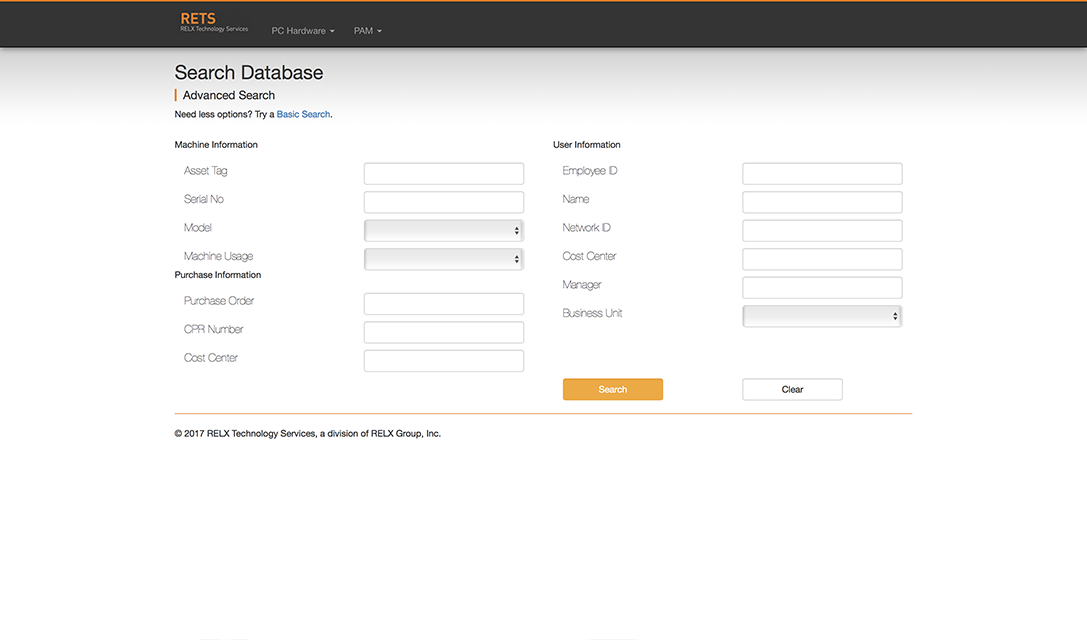 RETS
RELX Technology Services
PC Hardware
PAM
Search Database
Advanced Search
Need less options? Try a Basic Search.
Machine Information
Asset Tag
Serial No
Model
Machine Usage
Purchase Information
Purchase Order
CPR Number
Cost Center
User Information
Employee ID
Name
Network ID
Cost Center
Manager
Business Unit
Search
Clear
© 2017 RELX Technology Services, a division of RELX Group, Inc.